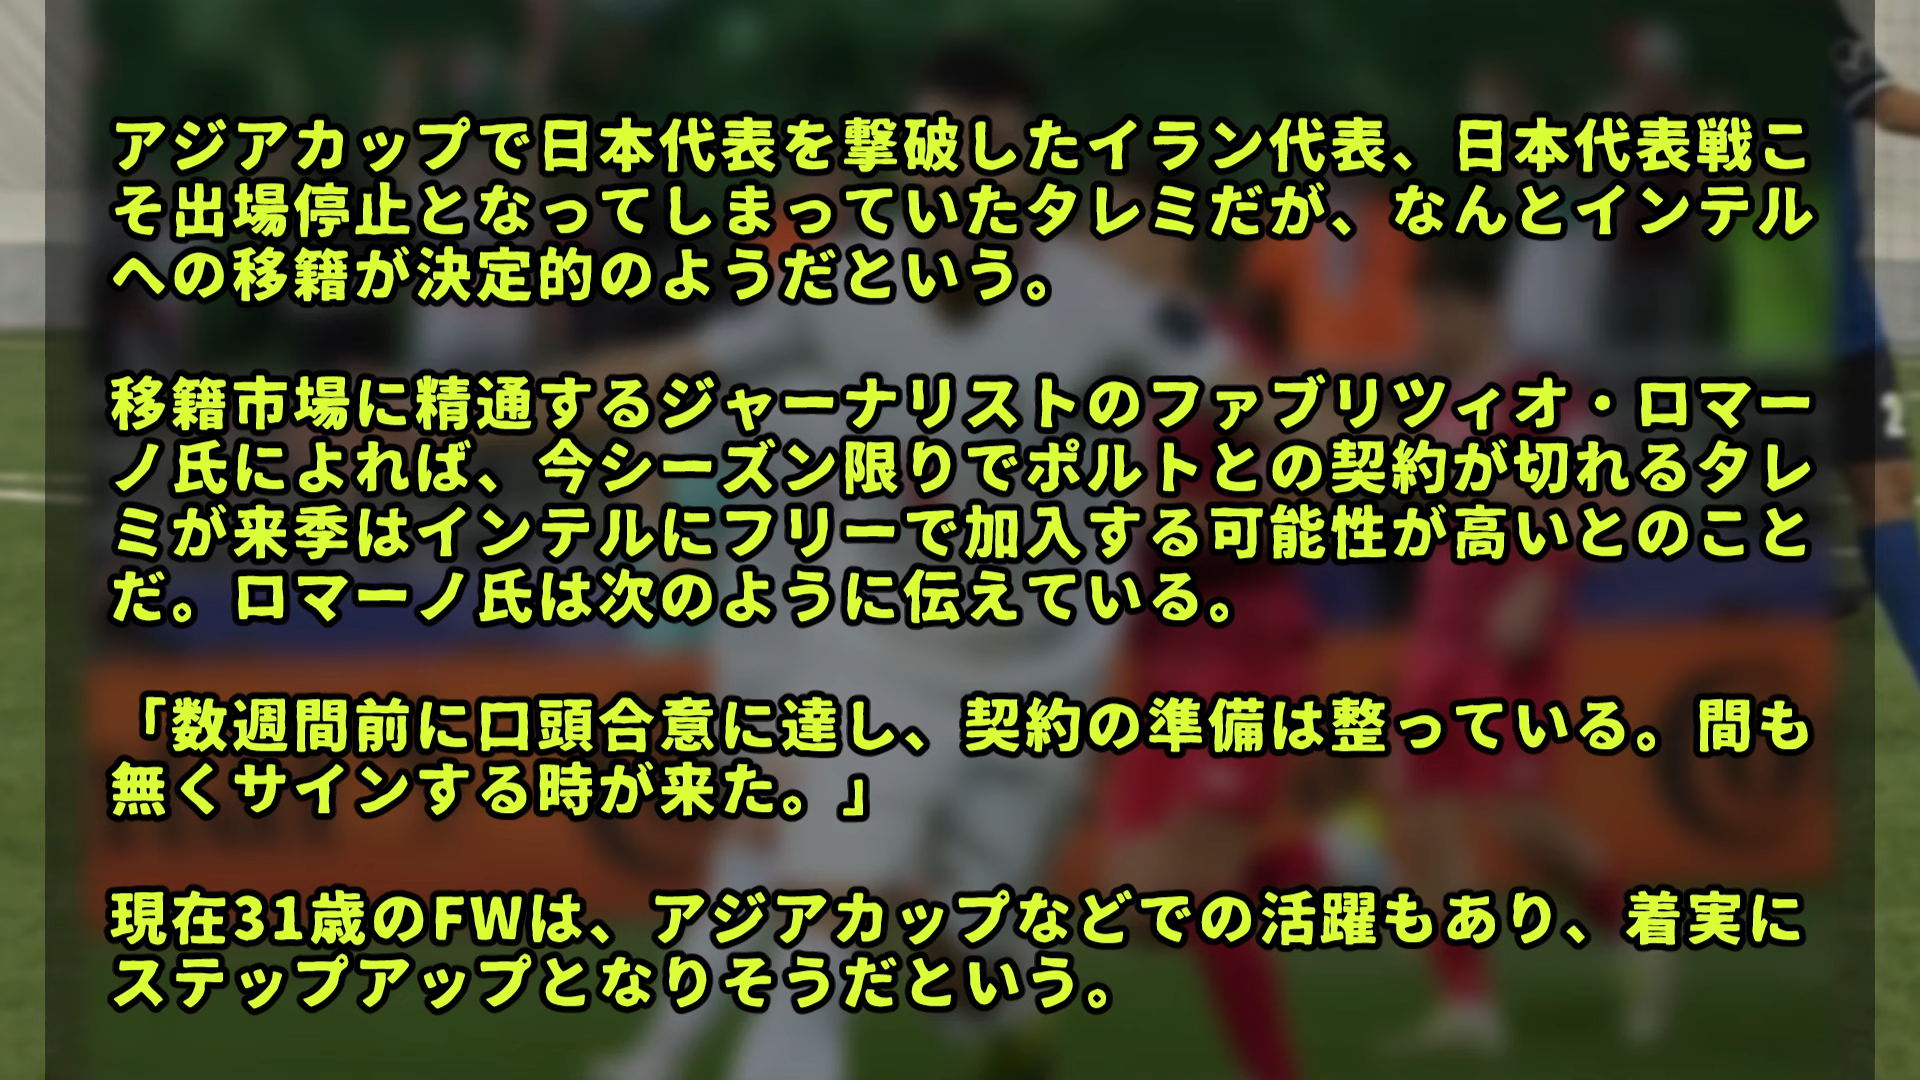 アジアカップで日本代表を撃破したイラン代表、日本代表戦こ
そ出場停止となってしまっていたタレミだが、なんとインテル
への移籍が決定的のようだという。
移籍市場に精通するジャーナリストのファブリツィオ・ロマー
ノ氏によれば、今シーズン限りでポルトとの契約が切れるタレ
ミが来季はインテルにフリーで加入する可能性が高いとのこと
だ。ロマーノ氏は次のように伝えている。
「数週間前に口頭合意に達し、契約の準備は整っている。間も
無くサインする時が来た。」
現在31歳のFWは、アジアカップなどでの活躍もあり、着実に
ステップアップとなりそうだという。